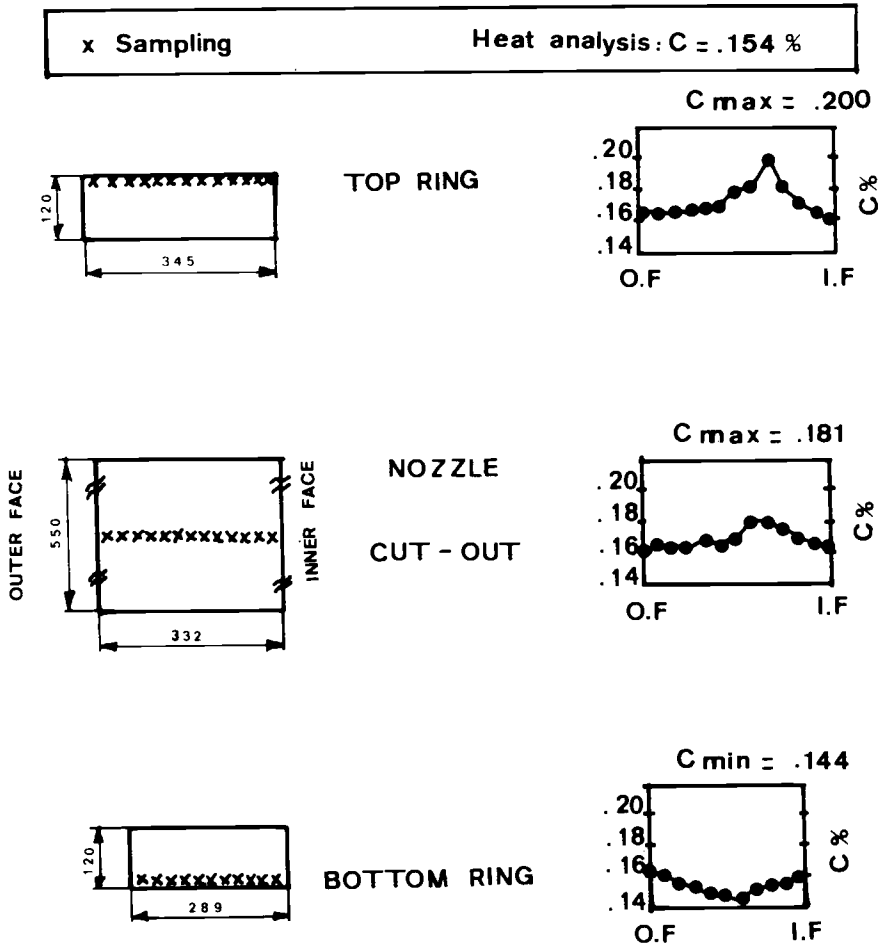 x Sampling Heat analysis: C = .154 %
C max = .200
TOP RING
120
345
.20
.18
.16
.14
C%
O.F I.F
C max = .181
OUTER FACE
550
INNER FACE
NOZZLE
CUT-OUT
332
.20
.18
.16
.14
C%
O.F I.F
C min = .144
120
289
BOTTOM RING
.20
.18
.16
.14
C%
O.F I.F